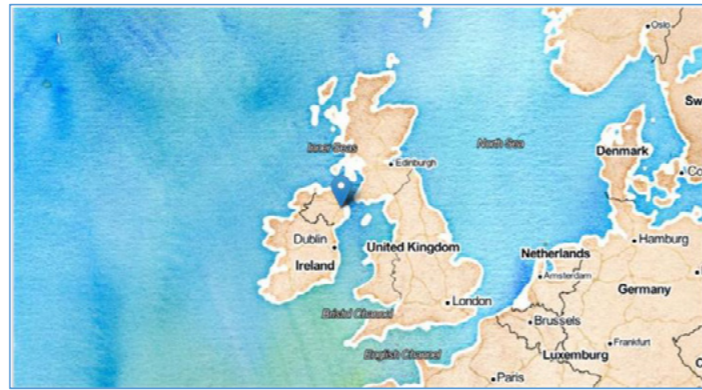 Oslo
Sw
Inner Seas
North Sea
Edinburgh
Denmark
Co
Dublin
United Kingdom
Ireland
Netherlands
Hamburg
Amsterdam
Germany
London
Bristol Channel
Brussels
English Channel
Luxemburg
Frankfurt
Paris